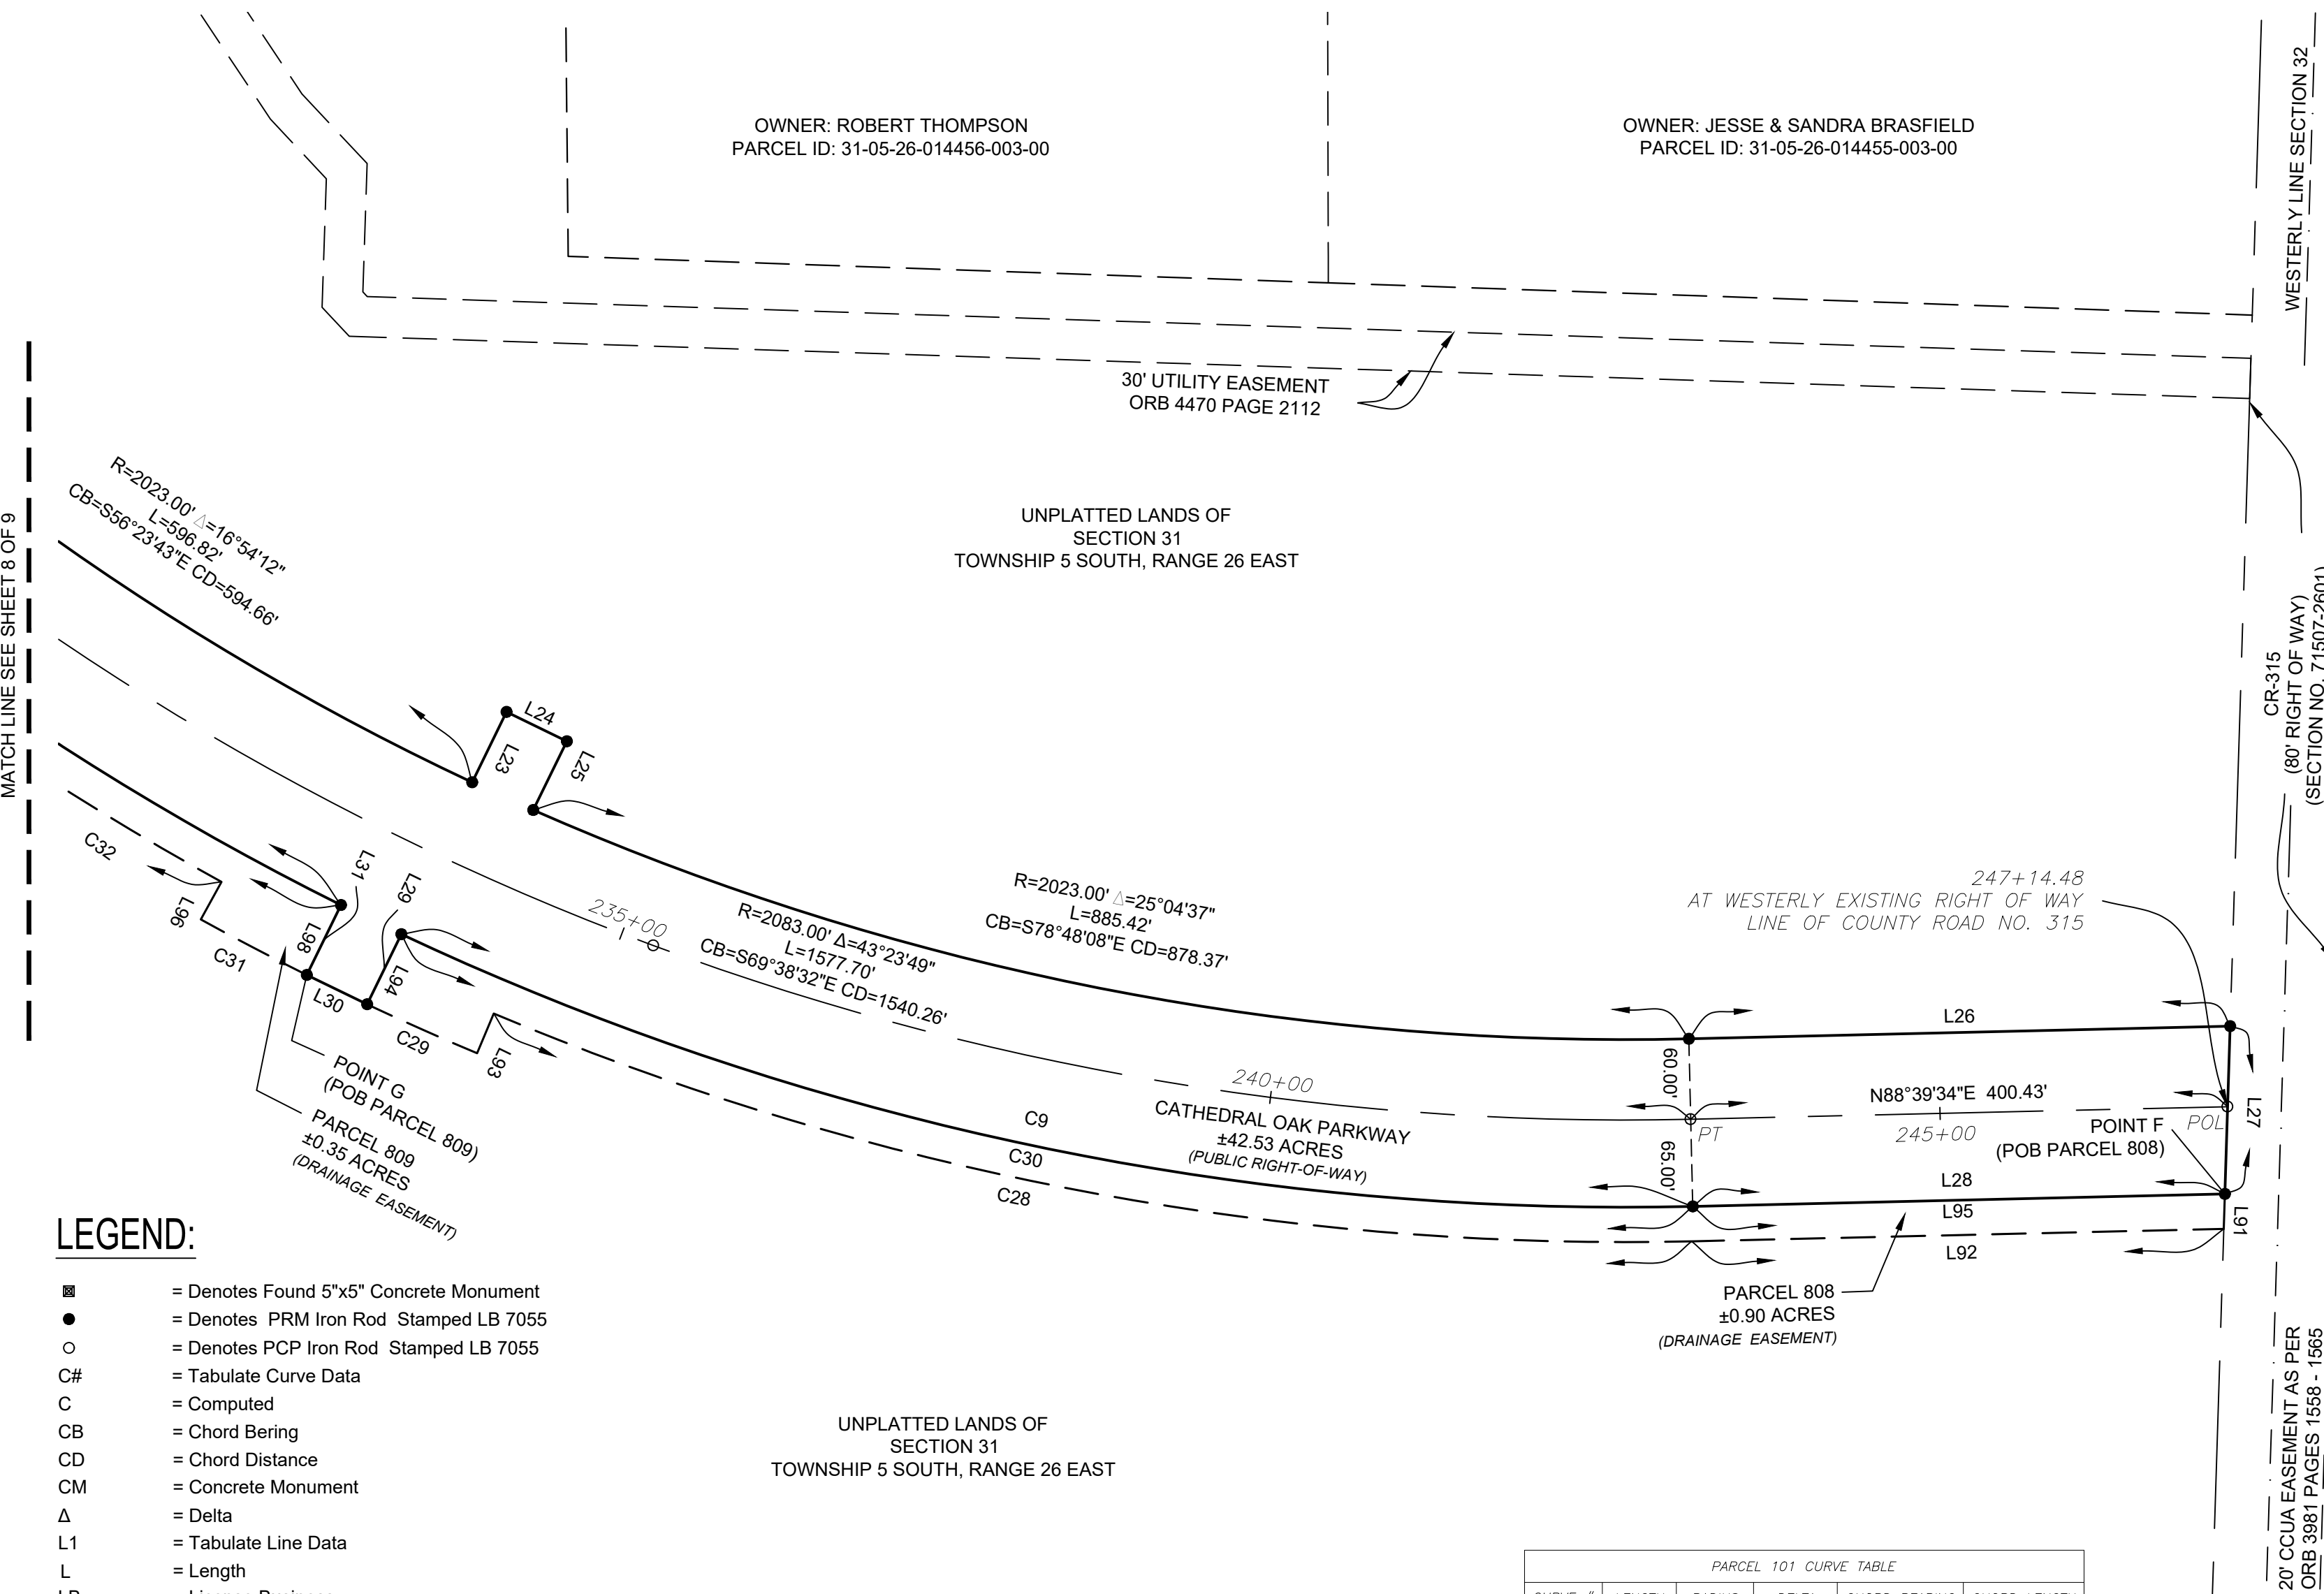 OWNER: ROBERT THOMPSON
PARCEL ID: 31-05-26-014456-003-00
OWNER: JESSE & SANDRA BRASFIELD
PARCEL ID: 31-05-26-014455-003-00
WESTERLY LINE SECTION 32
30' UTILITY EASEMENT
ORB 4470 PAGE 2112
MATCH LINE SEE SHEET 8 OF 9
R=2023.00' △=16°54'12"
L=596.82'
CB=S56°23'43"E CD=594.66'
UNPLATTED LANDS OF
SECTION 31
TOWNSHIP 5 SOUTH, RANGE 26 EAST
CR-315
(80' RIGHT OF WAY)
(SECTION NO. 71507-2601)
L24
L23
L25
C32
L31
L29
L96
L98
C31
L94
L30
C29
L93
235+00
R=2083.00' Δ=43°23'49"
L=1577.70'
CB=S69°38'32"E CD=1540.26'
R=2023.00' △=25°04'37"
L=885.42'
CB=S78°48'08"E CD=878.37'
247+14.48
AT WESTERLY EXISTING RIGHT OF WAY
LINE OF COUNTY ROAD NO. 315
L26
60.00'
240+00
CATHEDRAL OAK PARKWAY
±42.53 ACRES
(PUBLIC RIGHT-OF-WAY)
C9
C30
C28
PT
65.00'
N88°39'34"E 400.43'
245+00
POINT F
(POB PARCEL 808)
POL
L27
L28
L95
L92
L91
POINT G
(POB PARCEL 809)
PARCEL 809
±0.35 ACRES
(DRAINAGE EASEMENT)
PARCEL 808
±0.90 ACRES
(DRAINAGE EASEMENT)
LEGEND:
= Denotes Found 5"x5" Concrete Monument
= Denotes PRM Iron Rod Stamped LB 7055
= Denotes PCP Iron Rod Stamped LB 7055
C# = Tabulate Curve Data
C = Computed
CB = Chord Bering
CD = Chord Distance
CM = Concrete Monument
Δ = Delta
L1 = Tabulate Line Data
L = Length
UNPLATTED LANDS OF
SECTION 31
TOWNSHIP 5 SOUTH, RANGE 26 EAST
20' CCUA EASEMENT AS PER
ORB 3981 PAGES 1558 - 1565
PARCEL 101 CURVE TABLE